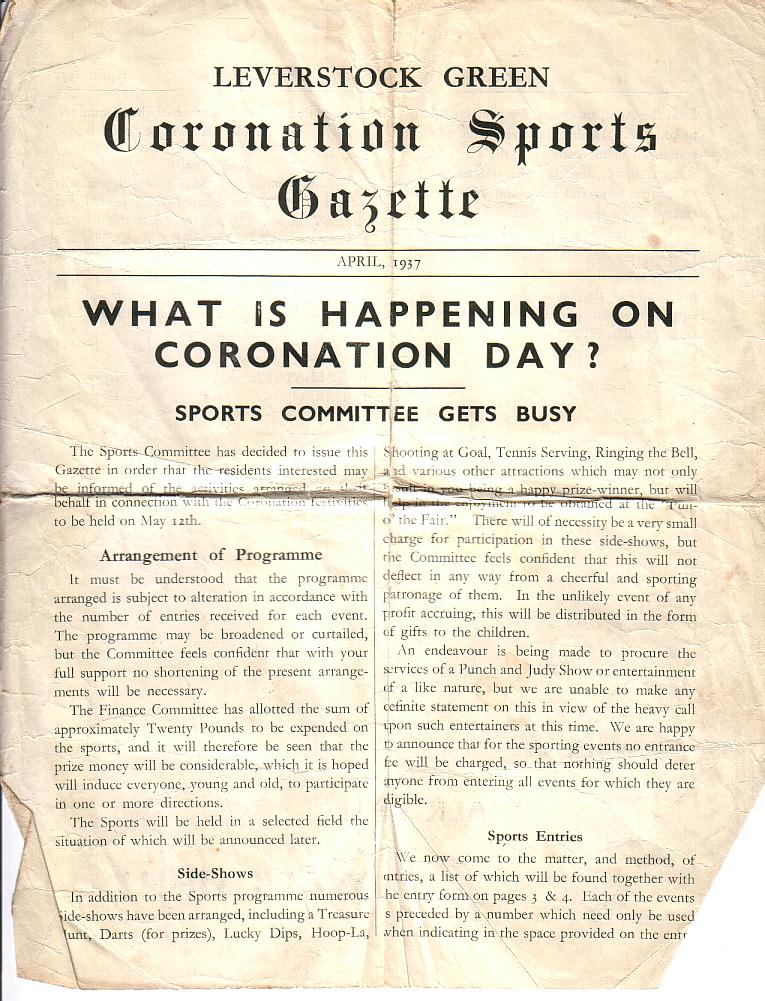 LEVERSTOCK GREEN
Coronation Sports
Gazette
APRIL, 1937
WHAT IS HAPPENING ON
CORONATION DAY?
SPORTS COMMITTEE GETS BUSY
The Sports Committee has decided to issue this
Gazette in order that the residents interested may
be informed of the activities arranged on their
behalf in connection with the Coronation festivities
to be held on May 12th.
Arrangement of Programme
It must be understood that the programme
arranged is subject to alteration in accordance with
the number of entries received for each event.
The programme may be broadened or curtailed,
but the Committee feels confident that with your
full support no shortening of the present arrange-
ments will be necessary.
The Finance Committee has allotted the sum of
approximately Twenty Pounds to be expended on
the sports, and it will therefore be seen that the
prize money will be considerable, which it is hoped
will induce everyone, young and old, to participate
in one or more directions.
The Sports will be held in a selected field the
situation of which will be announced later.
Side-Shows
In addition to the Sports programme numerous
Side-shows have been arranged, including a Treasure
Hunt, Darts (for prizes), Lucky Dips, Hoop-La,
Shooting at Goal, Tennis Serving, Ringing the Bell,
and various other attractions which may not only
result in you being a happy prize-winner, but will
help in the enjoyment to be obtained at the "Fun
o' the Fair." There will of necessity be a very small
charge for participation in these side-shows, but
the Committee feels confident that this will not
deflect in any way from a cheerful and sporting
patronage of them. In the unlikely event of any
profit accruing, this will be distributed in the form
of gifts to the children.
An endeavour is being made to procure the
services of a Punch and Judy Show or entertainment
of a like nature, but we are unable to make any
definite statement on this in view of the heavy call
upon such entertainers at this time. We are happy
to announce that for the sporting events no entrance
fee will be charged, so that nothing should deter
anyone from entering all events for which they are
eligible.
Sports Entries
We now come to the matter, and method, of
entries, a list of which will be found together with
the entry form on pages 3 & 4. Each of the events
is preceded by a number which need only be used
when indicating in the space provided on the entr